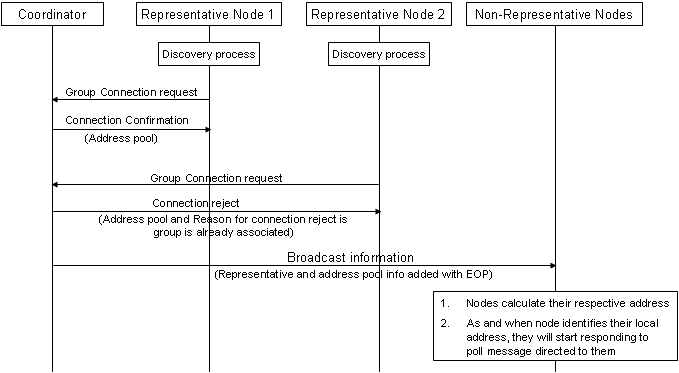 Coordinator
Representative Node 1
Representative Node 2
Non-Representative Nodes
Discovery process
Discovery process
Group Connection request
Connection Confirmation
(Address pool)
Group Connection request
Connection reject
(Address pool and Reason for connection reject is
group is already associated)
Broadcast information
(Representative and address pool info added with EOP)
1. Nodes calculate their respective address
2. As and when node identifies their local
address, they will start responding to
poll message directed to them